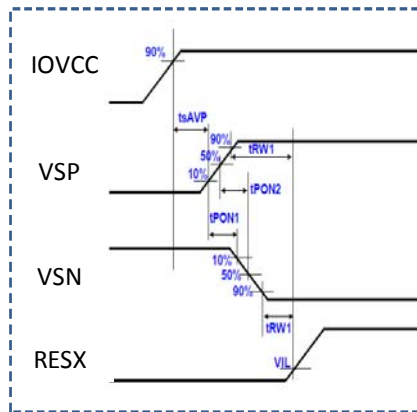 90%
IOVCC
tsAVP
90%
tRW1
50%
VSP
10%
tPON2
tPON1
10%
VSN
50%
90%
tRW1
RESX
VIL